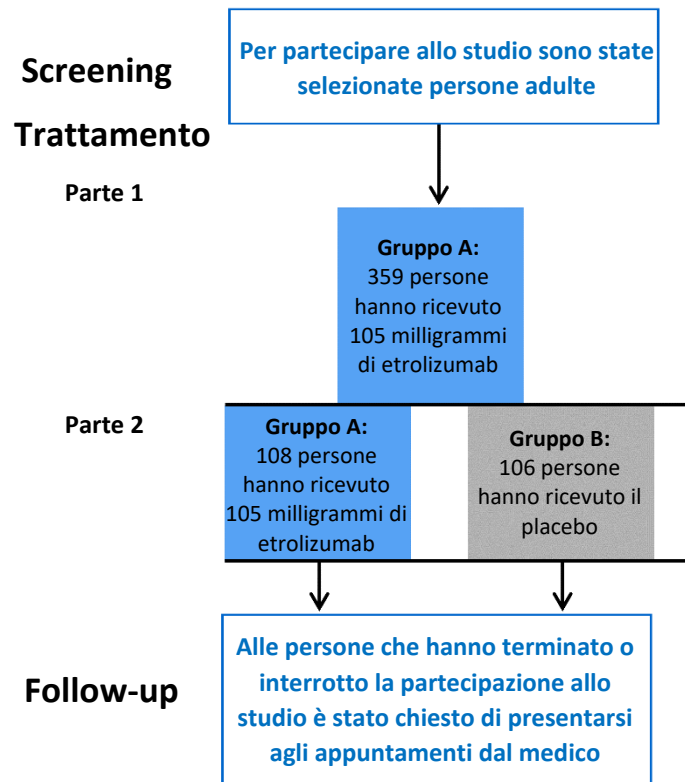 Screening
Per partecipare allo studio sono state
selezionate persone adulte
Trattamento
Parte 1
Gruppo A:
359 persone
hanno ricevuto
105 milligrammi
di etrolizumab
Parte 2
Gruppo A:
108 persone
hanno ricevuto
105 milligrammi di
etrolizumab
Gruppo B:
106 persone
hanno ricevuto il
placebo
Follow-up
Alle persone che hanno terminato o
interrotto la partecipazione allo
studio è stato chiesto di presentarsi
agli appuntamenti dal medico